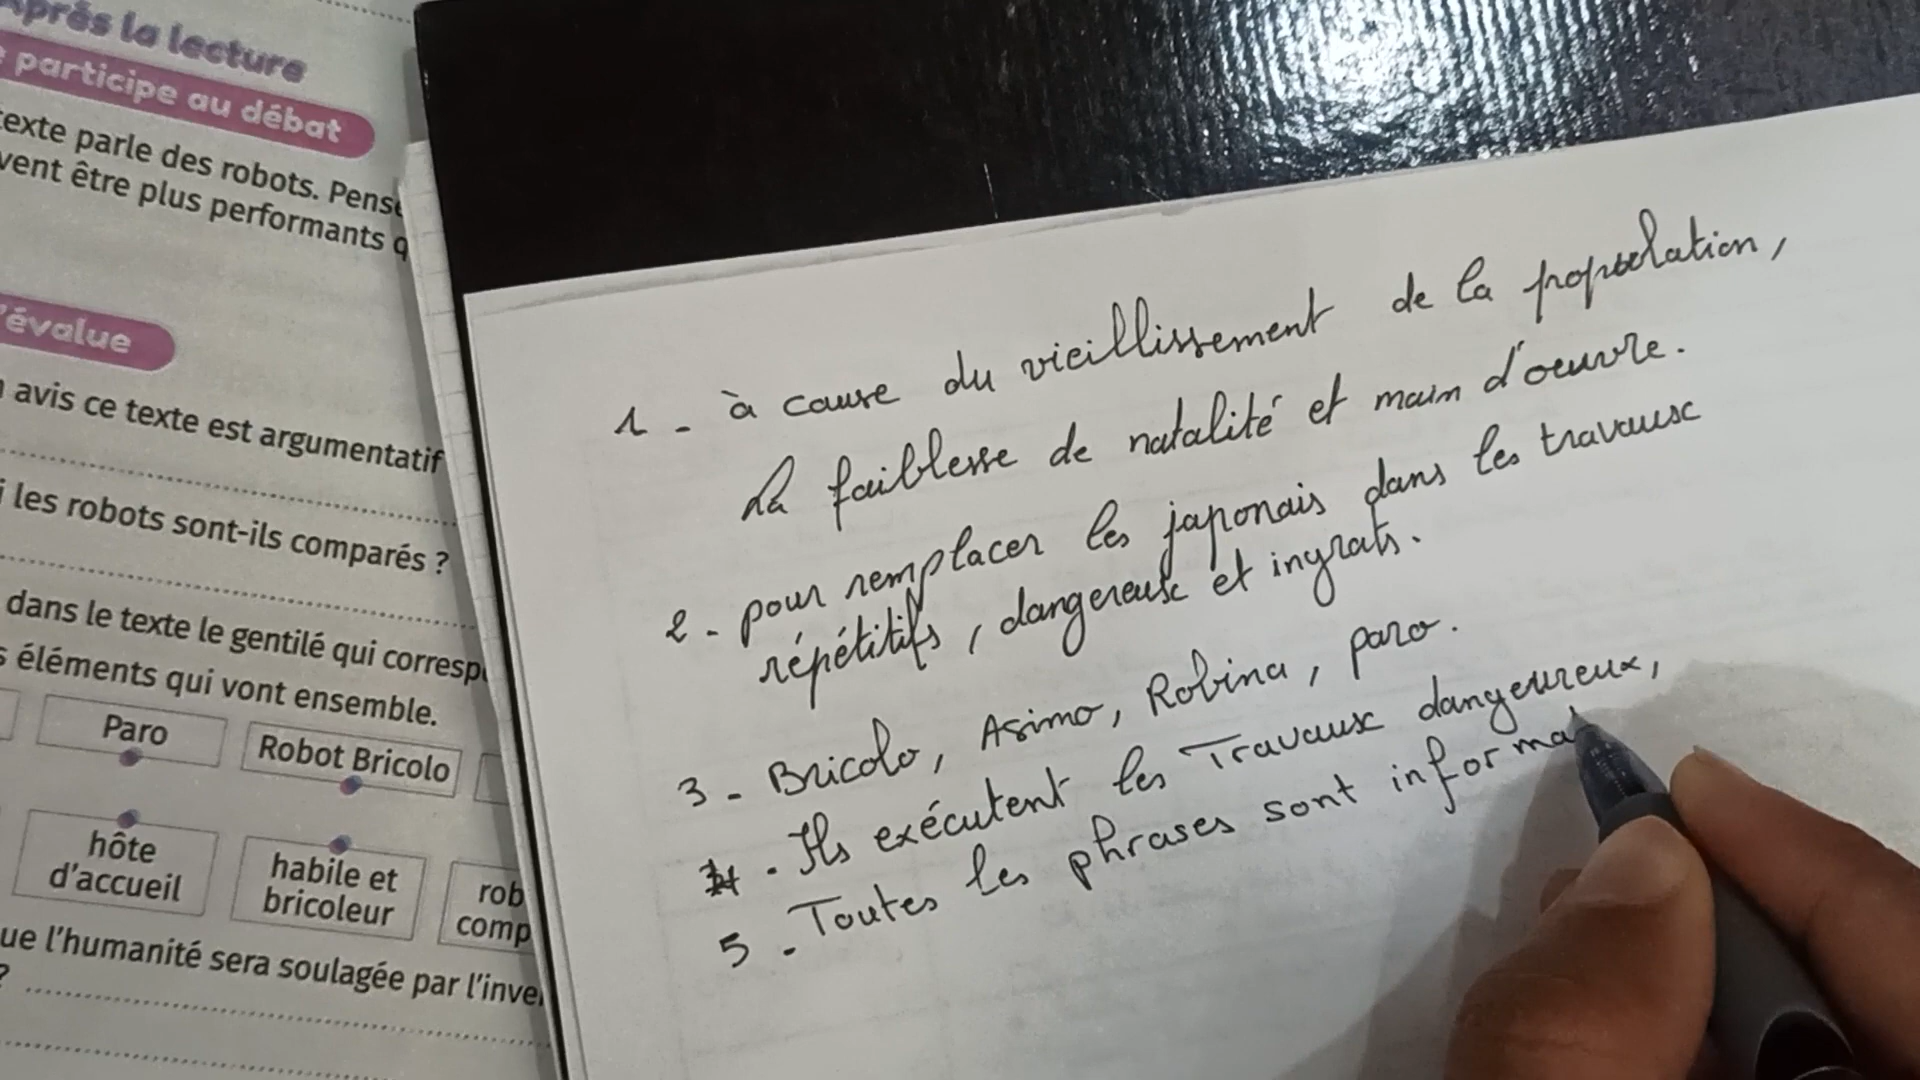 près la lecture
participe au débat
texte parle des robots. Pense
vent être plus performants q
'évalue
avis ce texte est argumentatif
i les robots sont-ils comparés ?
dans le texte le gentilé qui corresp
s éléments qui vont ensemble.
Paro
Robot Bricolo
hôte
d'accueil
habile et
bricoleur
rob
comp
ue l'humanité sera soulagée par l'inve
?
1 - à cause du vieillissement de la population,
La faiblesse de natalité et main d'oeuvre.
2 - pour remplacer les japonais dans les travaux
répétitifs, dangereux et ingrats.
3 - Bricolo, Asimo, Robina, paro.
4 - Ils exécutent les Travaux dangeureux,
5 - Toutes les phrases sont informa